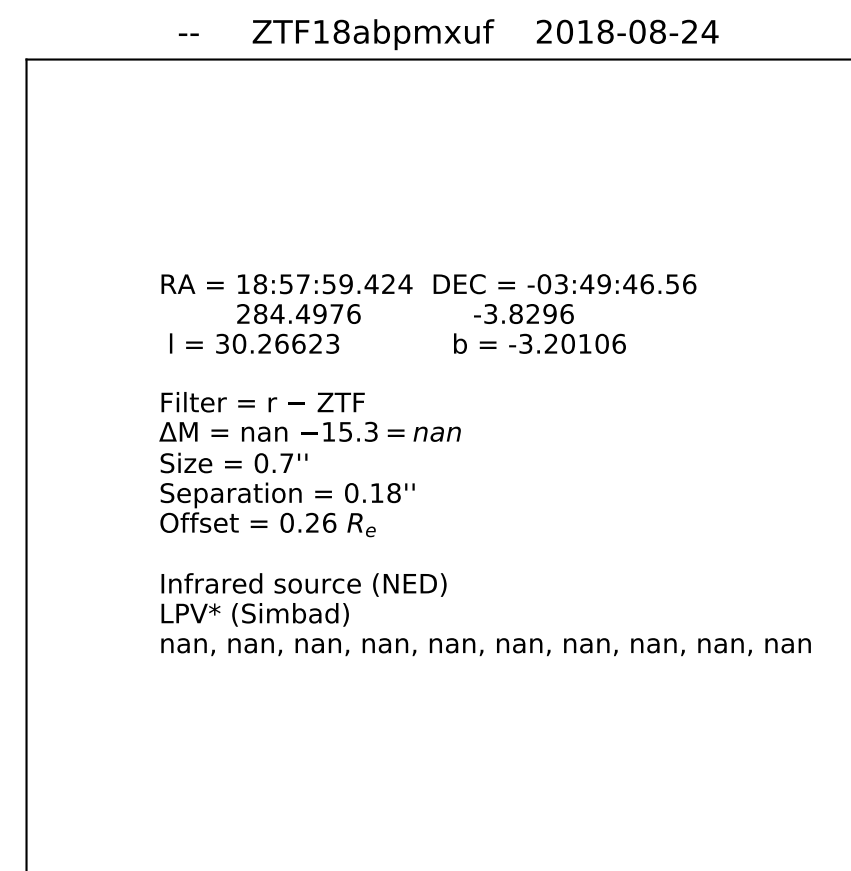 -- ZTF18abpmxuf 2018-08-24
RA = 18:57:59.424 DEC = -03:49:46.56
284.4976 -3.8296
l = 30.26623 b = -3.20106
Filter = r − ZTF
ΔM = nan −15.3 = nan
Size = 0.7''
Separation = 0.18''
Offset = 0.26 Rₑ
Infrared source (NED)
LPV* (Simbad)
nan, nan, nan, nan, nan, nan, nan, nan, nan, nan